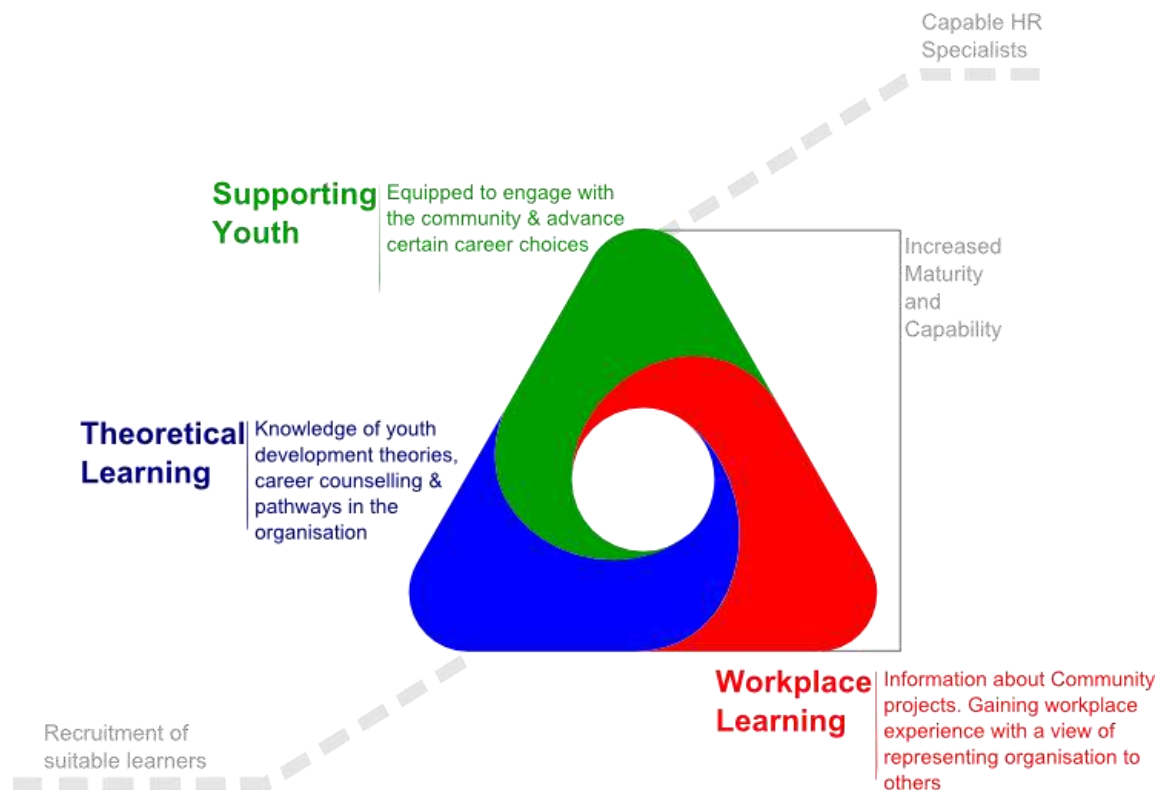 Capable HR
Specialists
Supporting
Youth
Equipped to engage with
the community & advance
certain career choices
Increased
Maturity
and
Capability
Theoretical
Learning
Knowledge of youth
development theories,
career counselling &
pathways in the
organisation
Workplace
Learning
Information about Community
projects. Gaining workplace
experience with a view of
representing organisation to
others
Recruitment of
suitable learners